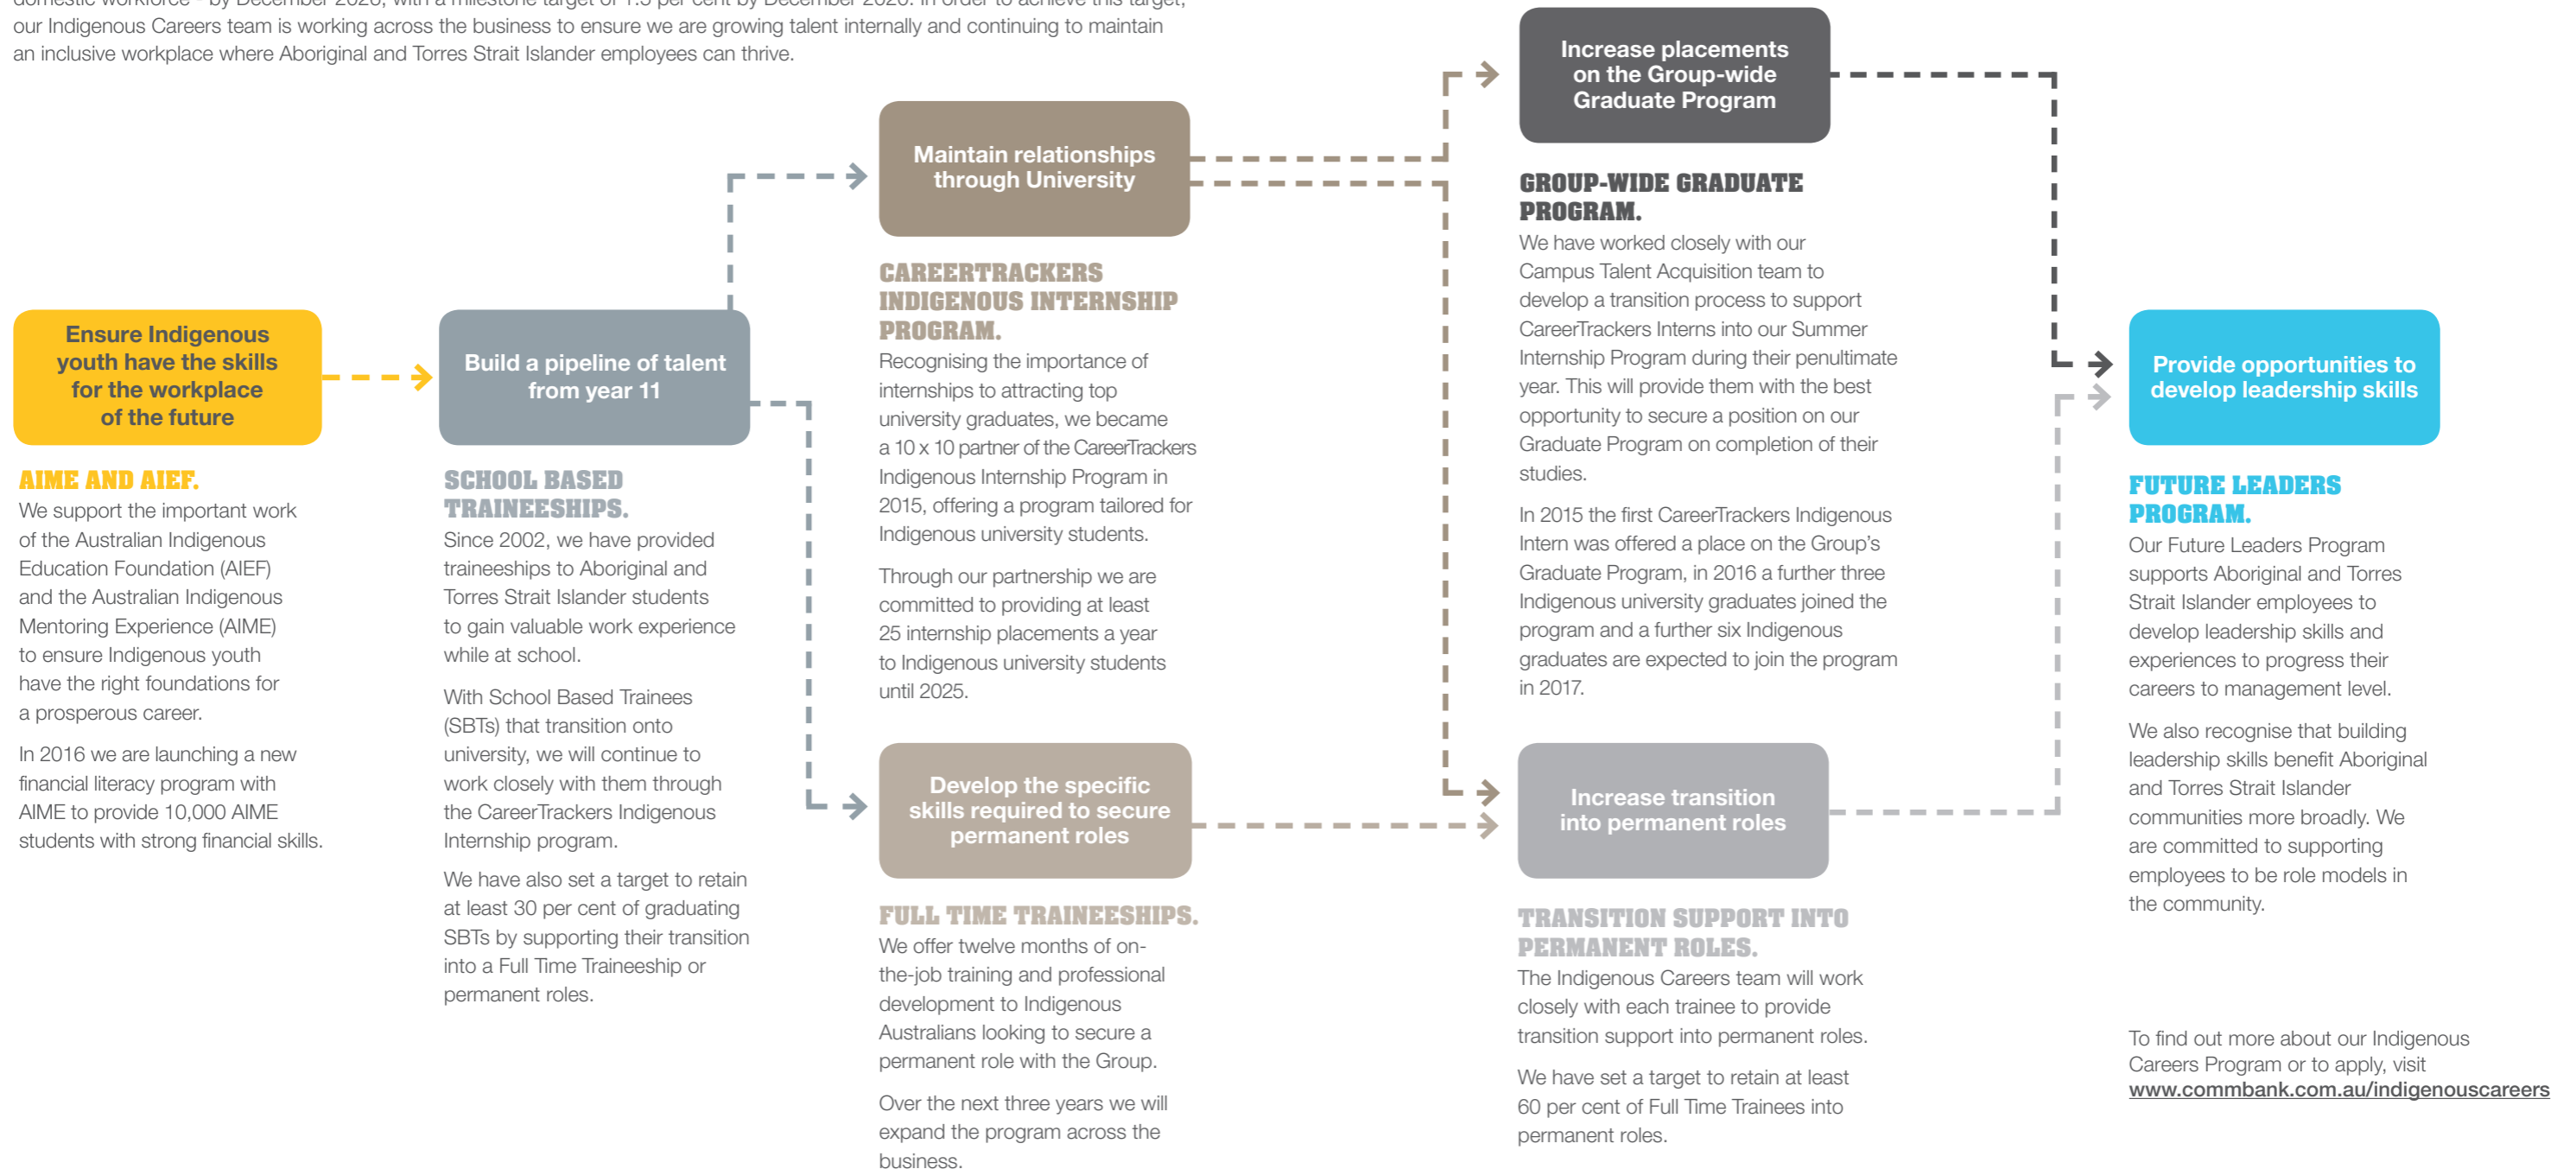 our Indigenous Careers team is working across the business to ensure we are growing talent internally and continuing to maintain
an inclusive workplace where Aboriginal and Torres Strait Islander employees can thrive.
Ensure Indigenous
youth have the skills
for the workplace
of the future
AIME AND AIEF.
We support the important work
of the Australian Indigenous
Education Foundation (AIEF)
and the Australian Indigenous
Mentoring Experience (AIME)
to ensure Indigenous youth
have the right foundations for
a prosperous career.
In 2016 we are launching a new
financial literacy program with
AIME to provide 10,000 AIME
students with strong financial skills.
Build a pipeline of talent
from year 11
SCHOOL BASED
TRAINEESHIPS.
Since 2002, we have provided
traineeships to Aboriginal and
Torres Strait Islander students
to gain valuable work experience
while at school.
With School Based Trainees
(SBTs) that transition onto
university, we will continue to
work closely with them through
the CareerTrackers Indigenous
Internship program.
We have also set a target to retain
at least 30 per cent of graduating
SBTs by supporting their transition
into a Full Time Traineeship or
permanent roles.
Maintain relationships
through University
CAREERTRACKERS
INDIGENOUS INTERNSHIP
PROGRAM.
Recognising the importance of
internships to attracting top
university graduates, we became
a 10 x 10 partner of the CareerTrackers
Indigenous Internship Program in
2015, offering a program tailored for
Indigenous university students.
Through our partnership we are
committed to providing at least
25 internship placements a year
to Indigenous university students
until 2025.
Develop the specific
skills required to secure
permanent roles
FULL TIME TRAINEESHIPS.
We offer twelve months of on-
the-job training and professional
development to Indigenous
Australians looking to secure a
permanent role with the Group.
Over the next three years we will
expand the program across the
business.
Increase placements
on the Group-wide
Graduate Program
GROUP-WIDE GRADUATE
PROGRAM.
We have worked closely with our
Campus Talent Acquisition team to
develop a transition process to support
CareerTrackers Interns into our Summer
Internship Program during their penultimate
year. This will provide them with the best
opportunity to secure a position on our
Graduate Program on completion of their
studies.
In 2015 the first CareerTrackers Indigenous
Intern was offered a place on the Group's
Graduate Program, in 2016 a further three
Indigenous university graduates joined the
program and a further six Indigenous
graduates are expected to join the program
in 2017.
Increase transition
into permanent roles
TRANSITION SUPPORT INTO
PERMANENT ROLES.
The Indigenous Careers team will work
closely with each trainee to provide
transition support into permanent roles.
We have set a target to retain at least
60 per cent of Full Time Trainees into
permanent roles.
Provide opportunities to
develop leadership skills
FUTURE LEADERS
PROGRAM.
Our Future Leaders Program
supports Aboriginal and Torres
Strait Islander employees to
develop leadership skills and
experiences to progress their
careers to management level.
We also recognise that building
leadership skills benefit Aboriginal
and Torres Strait Islander
communities more broadly. We
are committed to supporting
employees to be role models in
the community.
To find out more about our Indigenous
Careers Program or to apply, visit
www.commbank.com.au/indigenouscareers